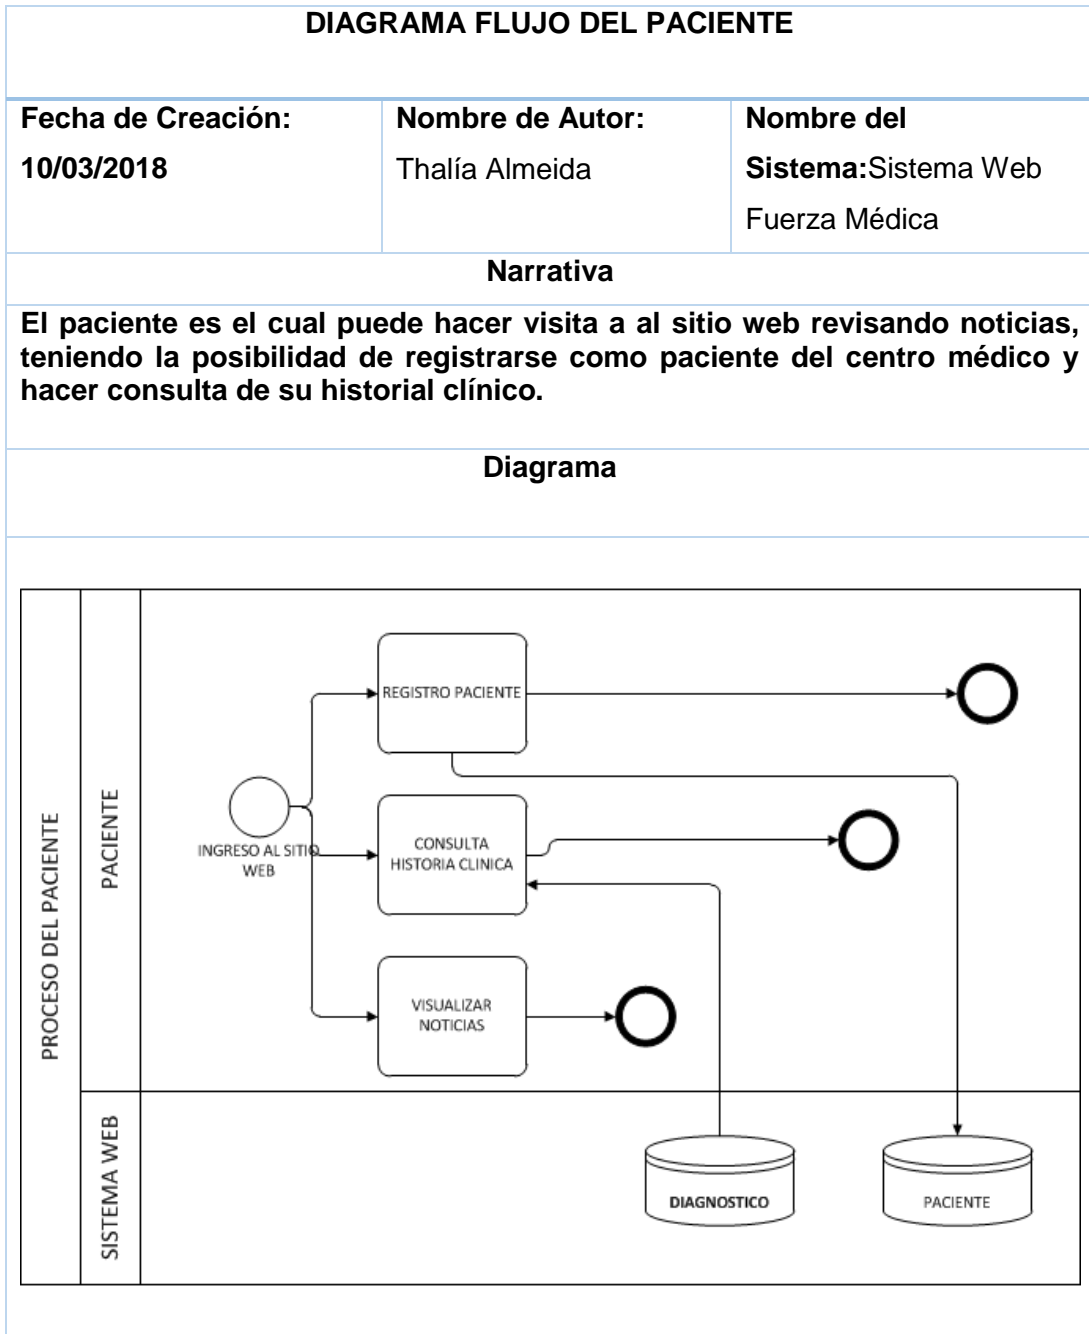 DIAGRAMA FLUJO DEL PACIENTE
Fecha de Creación:
10/03/2018
Nombre de Autor:
Thalía Almeida
Nombre del
Sistema:Sistema Web
Fuerza Médica
Narrativa
El paciente es el cual puede hacer visita a al sitio web revisando noticias,
teniendo la posibilidad de registrarse como paciente del centro médico y
hacer consulta de su historial clínico.
Diagrama
PROCESO DEL PACIENTE
PACIENTE
REGISTRO PACIENTE
INGRESO AL SITIO
WEB
CONSULTA
HISTORIA CLINICA
VISUALIZAR
NOTICIAS
SISTEMA WEB
DIAGNOSTICO
PACIENTE